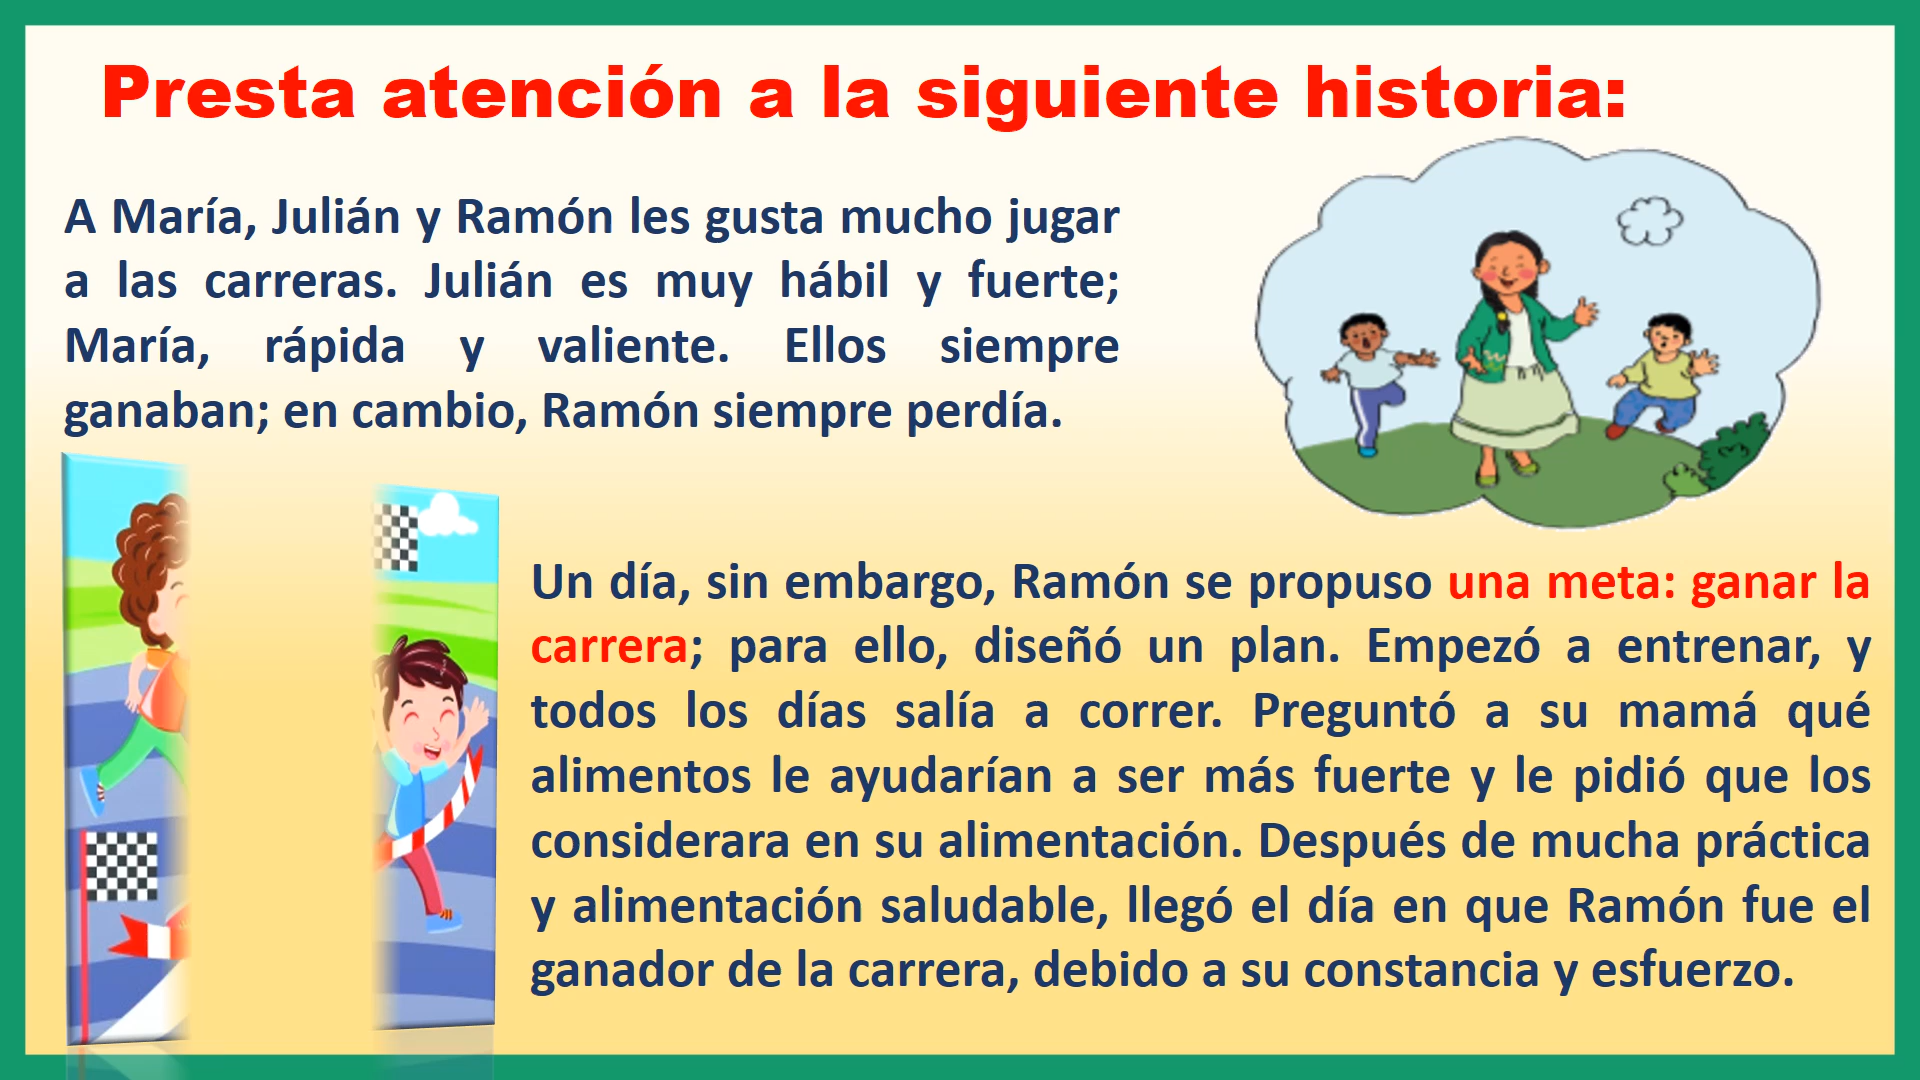 Presta atención a la siguiente historia:
A María, Julián y Ramón les gusta mucho jugar
a las carreras. Julián es muy hábil y fuerte;
María, rápida y valiente. Ellos siempre
ganaban; en cambio, Ramón siempre perdía.
Un día, sin embargo, Ramón se propuso una meta: ganar la
carrera; para ello, diseñó un plan. Empezó a entrenar, y
todos los días salía a correr. Preguntó a su mamá qué
alimentos le ayudarían a ser más fuerte y le pidió que los
considerara en su alimentación. Después de mucha práctica
y alimentación saludable, llegó el día en que Ramón fue el
ganador de la carrera, debido a su constancia y esfuerzo.